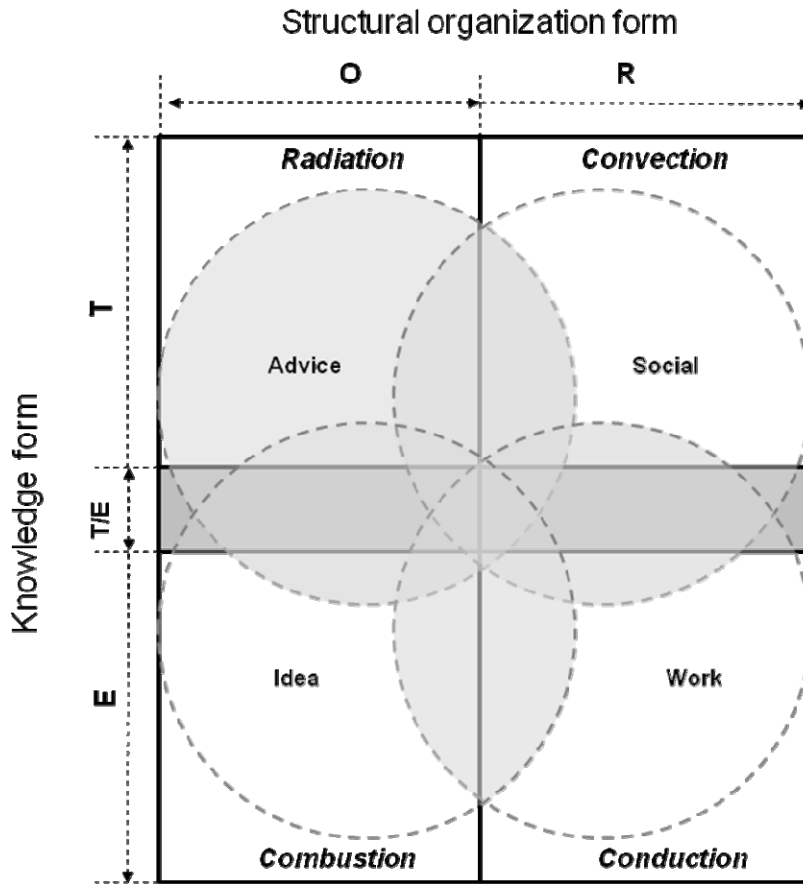 Structural organization form
O
R
Radiation
Convection
T
Advice
Social
Knowledge form
T/E
E
Idea
Work
Combustion
Conduction